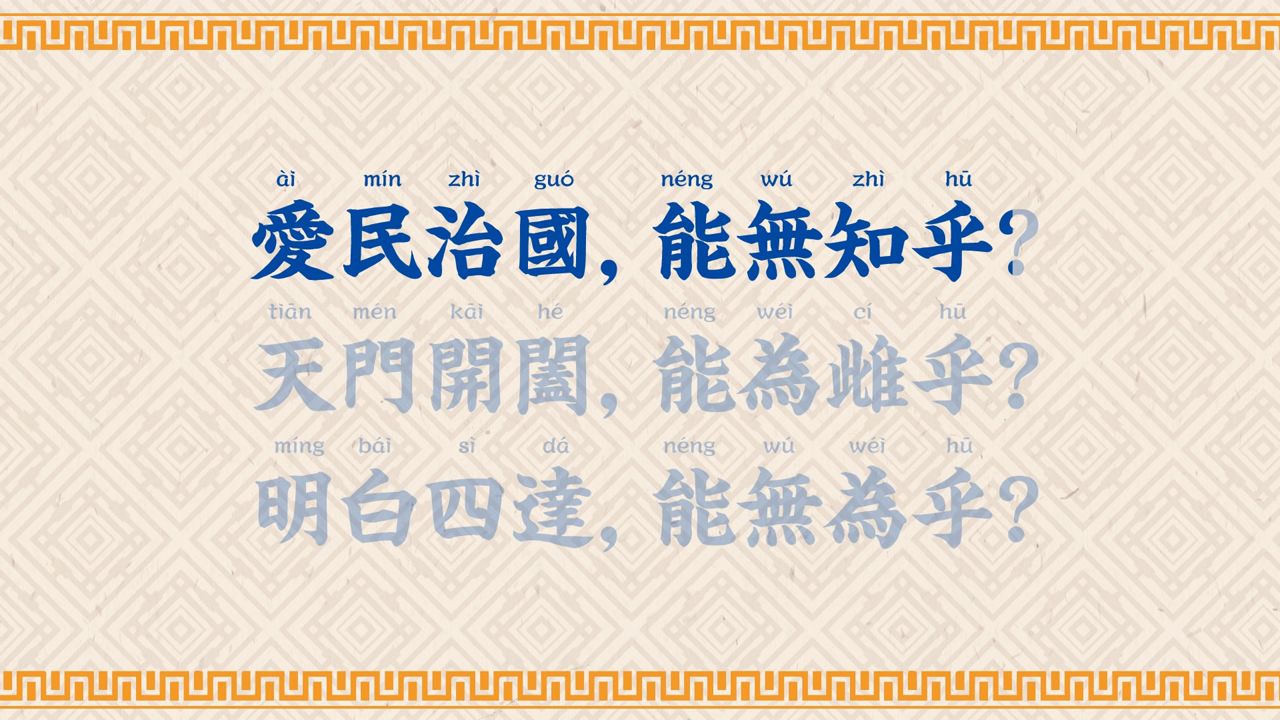 ài mín zhì guó néng wú zhì hū
愛民治國, 能無知乎?
tiān mén kāi hé néng wéi cí hū
天門開闔, 能為雌乎?
míng bái sì dá néng wú wéi hū
明白四達, 能無為乎?